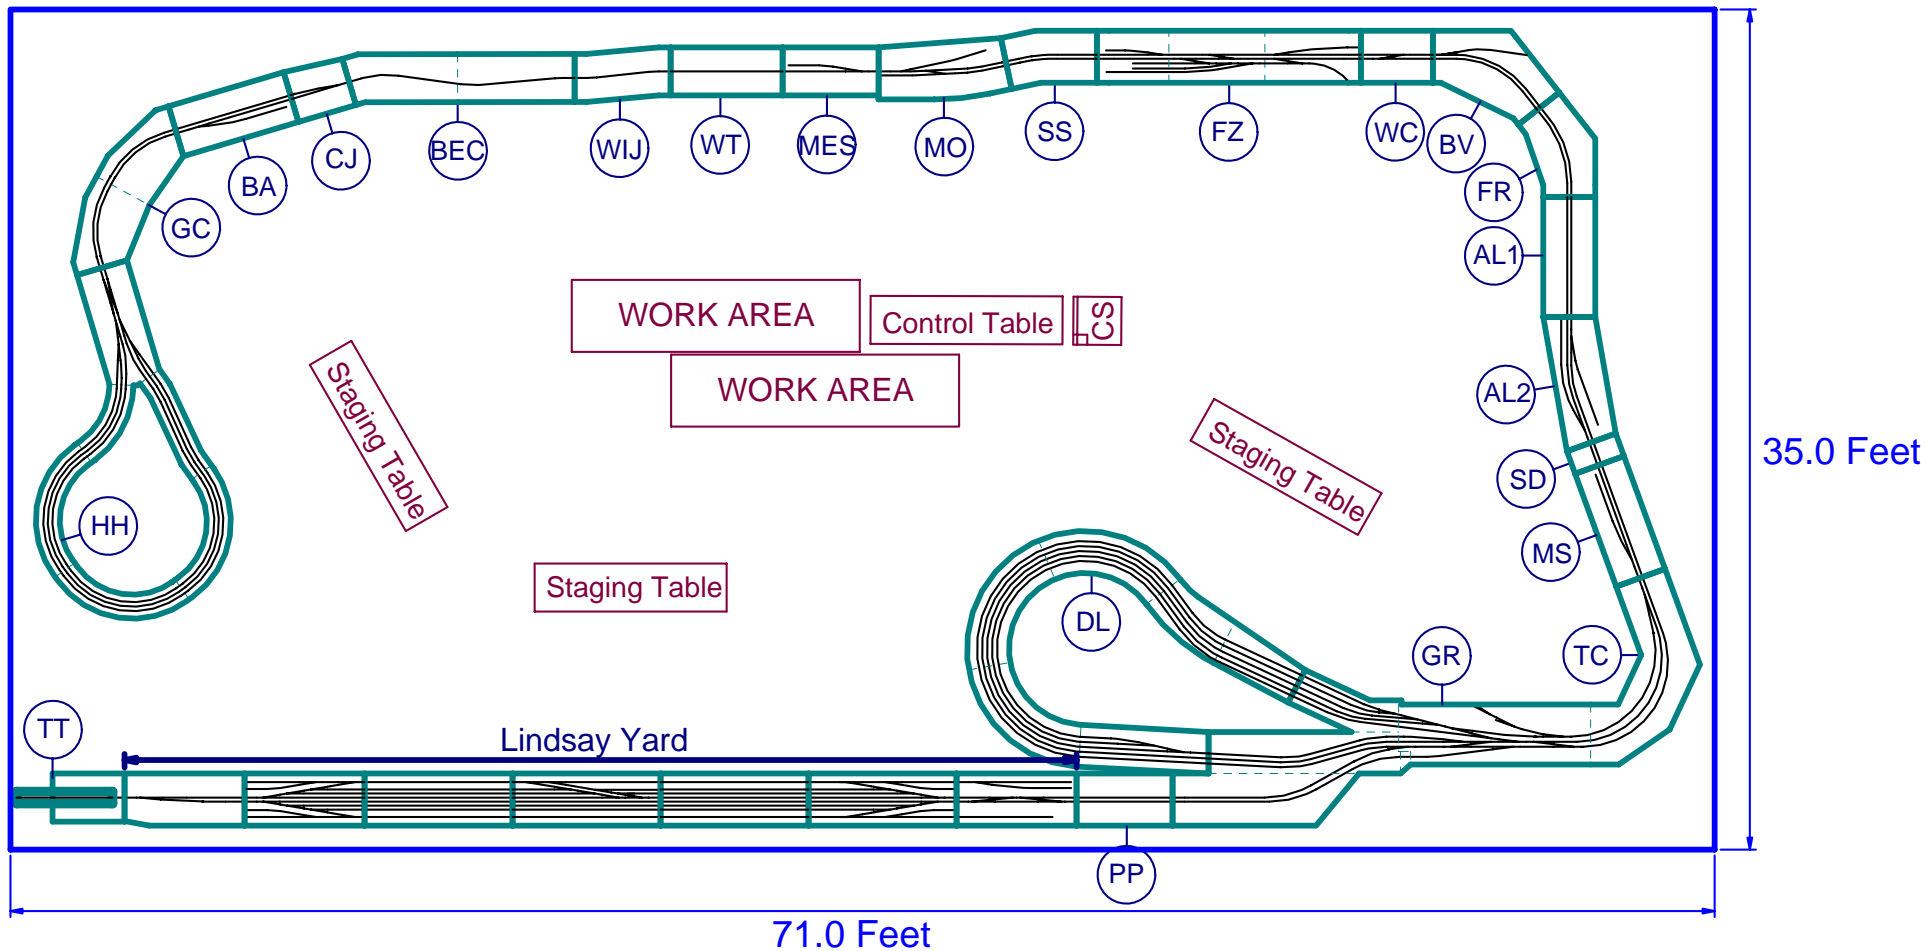 BA
CJ
BEC
WIJ
WT
MES
MO
SS
FZ
WC
BV
FR
GC
AL1
WORK AREA
Control Table
CS
WORK AREA
Staging Table
AL2
Staging Table
35.0 Feet
SD
HH
MS
Staging Table
DL
GR
TC
TT
Lindsay Yard
PP
71.0 Feet